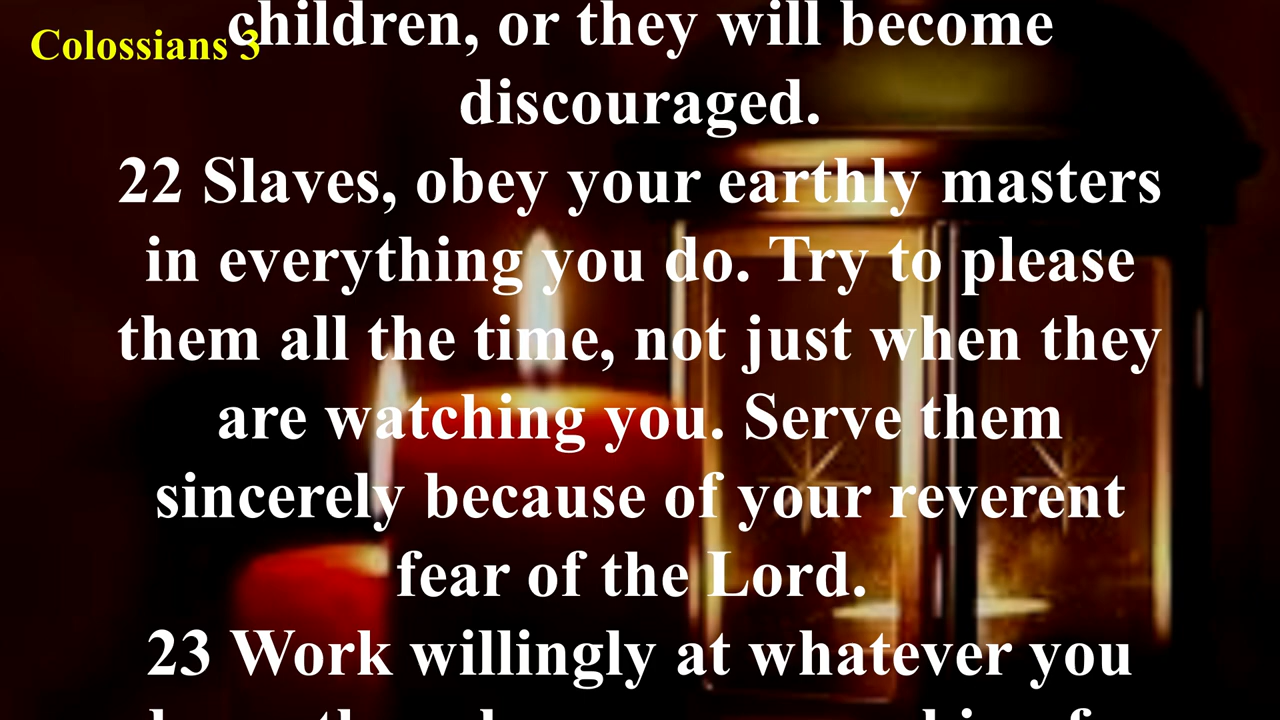 Colossians 3
children, or they will become
discouraged.
22 Slaves, obey your earthly masters
in everything you do. Try to please
them all the time, not just when they
are watching you. Serve them
sincerely because of your reverent
fear of the Lord.
23 Work willingly at whatever you